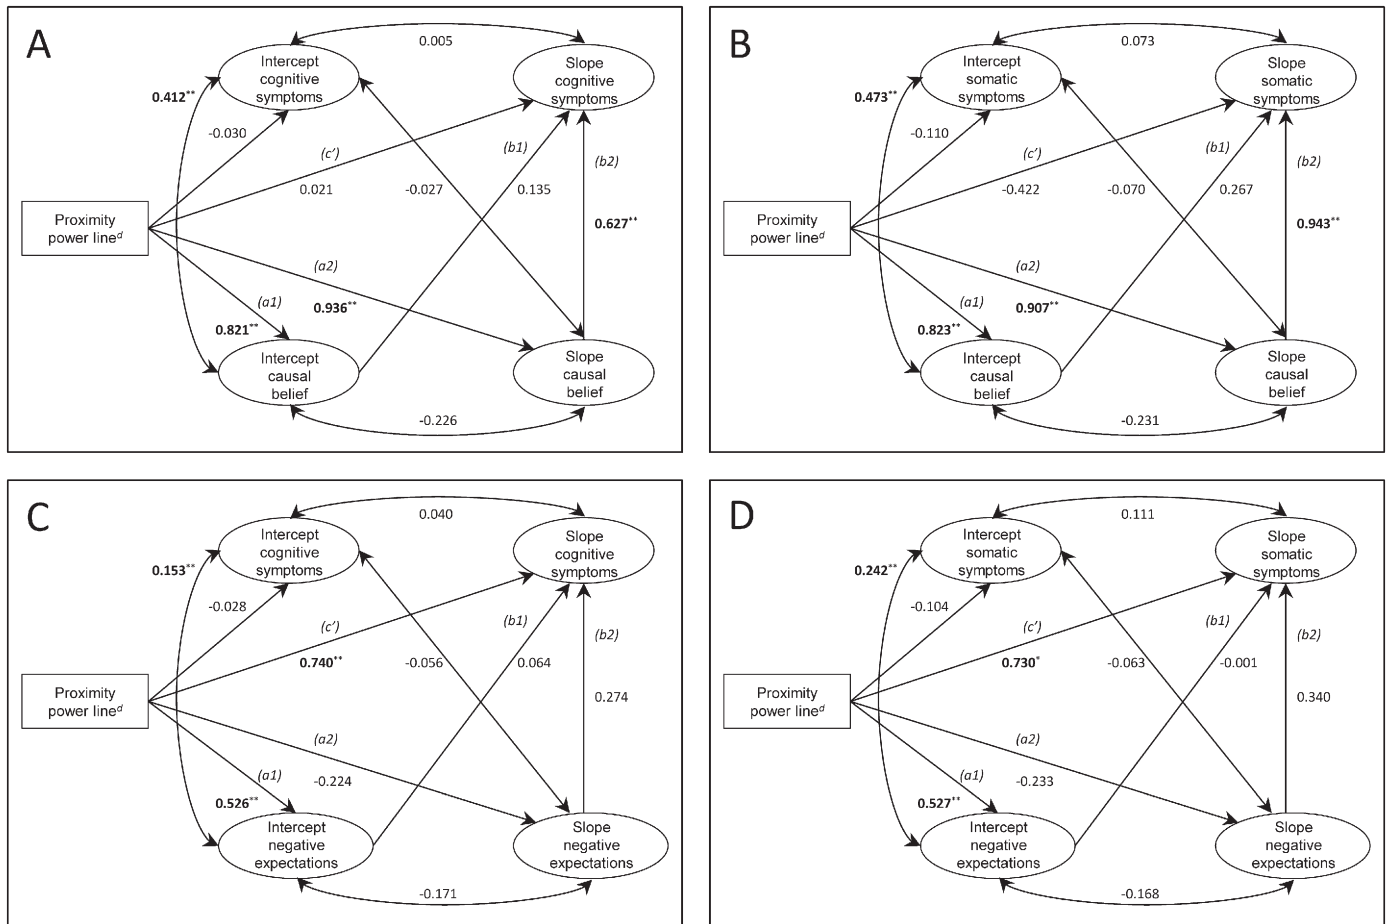 A
0.005
Intercept
cognitive
symptoms
Slope
cognitive
symptoms
0.412**
-0.030
(c')
(b1)
(b2)
0.021
-0.027
0.135
Proximity
power line^d
0.627**
(a2)
(a1)
0.936**
0.821**
Intercept
causal
belief
Slope
causal
belief
-0.226
B
0.073
Intercept
somatic
symptoms
Slope
somatic
symptoms
0.473**
-0.110
(c')
(b1)
(b2)
-0.422
-0.070
0.267
Proximity
power line^d
0.943**
(a2)
(a1)
0.907**
0.823**
Intercept
causal
belief
Slope
causal
belief
-0.231
C
0.040
Intercept
cognitive
symptoms
Slope
cognitive
symptoms
0.153**
-0.028
(c')
(b1)
(b2)
0.740**
-0.056
0.064
Proximity
power line^d
0.274
(a2)
(a1)
-0.224
0.526**
Intercept
negative
expectations
Slope
negative
expectations
-0.171
D
0.111
Intercept
somatic
symptoms
Slope
somatic
symptoms
0.242**
-0.104
(c')
(b1)
(b2)
0.730*
-0.063
-0.001
Proximity
power line^d
0.340
(a2)
(a1)
-0.233
0.527**
Intercept
negative
expectations
Slope
negative
expectations
-0.168